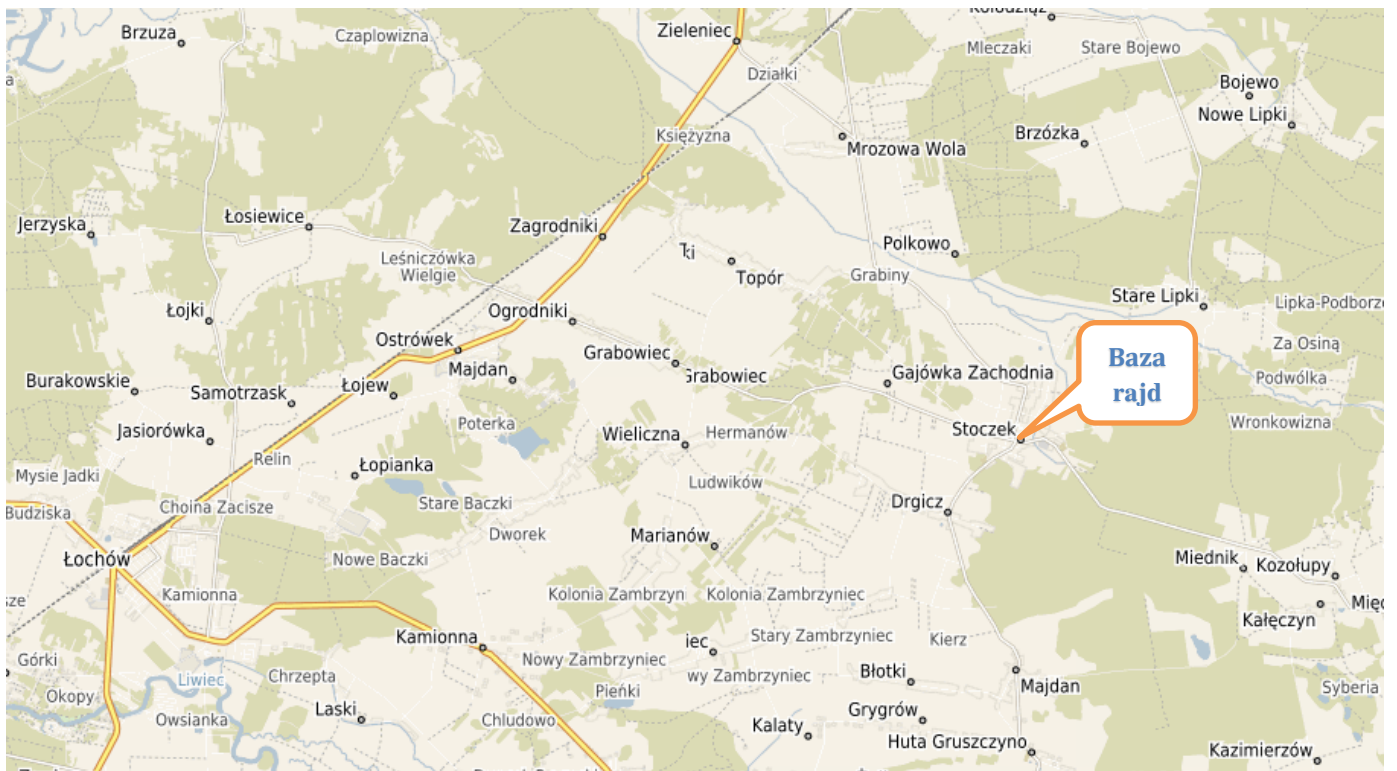 Brzuza
Czaplowizna
Zieleniec
Mleczaki
Stare Bojewo
Działki
Bojewo
Nowe Lipki
Księżyzna
Mrozowa Wola
Brzózka
Jerzyska
Łosiewice
Zagrodniki
Leśniczówka
Wielgie
Topór
Polkowo
Grabiny
Łojki
Ogrodniki
Stare Lipki
Ostrówek
Grabowiec
Grabowiec
Baza
rajd
Za Osiną
Burakowskie
Samotrzask
Łojew
Majdan
Gajówka Zachodnia
Podwólka
Jasiorówka
Poterka
Wieliczna
Hermanów
Stoczek
Wronkowizna
Relin
Mysie Jadki
Łopianka
Ludwików
Budziska
Choina Zacisze
Stare Baczki
Drgicz
Dworek
Marianów
Łochów
Nowe Baczki
Miednik
Kozołupy
Kamionna
Kolonia Zambrzyn
Kolonia Zambrzyniec
Kałęczyn
Kamionna
iec
Stary Zambrzyniec
Kierz
Górki
Liwiec
Chrzepta
Nowy Zambrzyniec
wy Zambrzyniec
Błotki
Majdan
Syberia
Okopy
Owsianka
Laski
Chludowo
Pieńki
Kalaty
Grygrów
Huta Gruszczyno
Kazimierzów